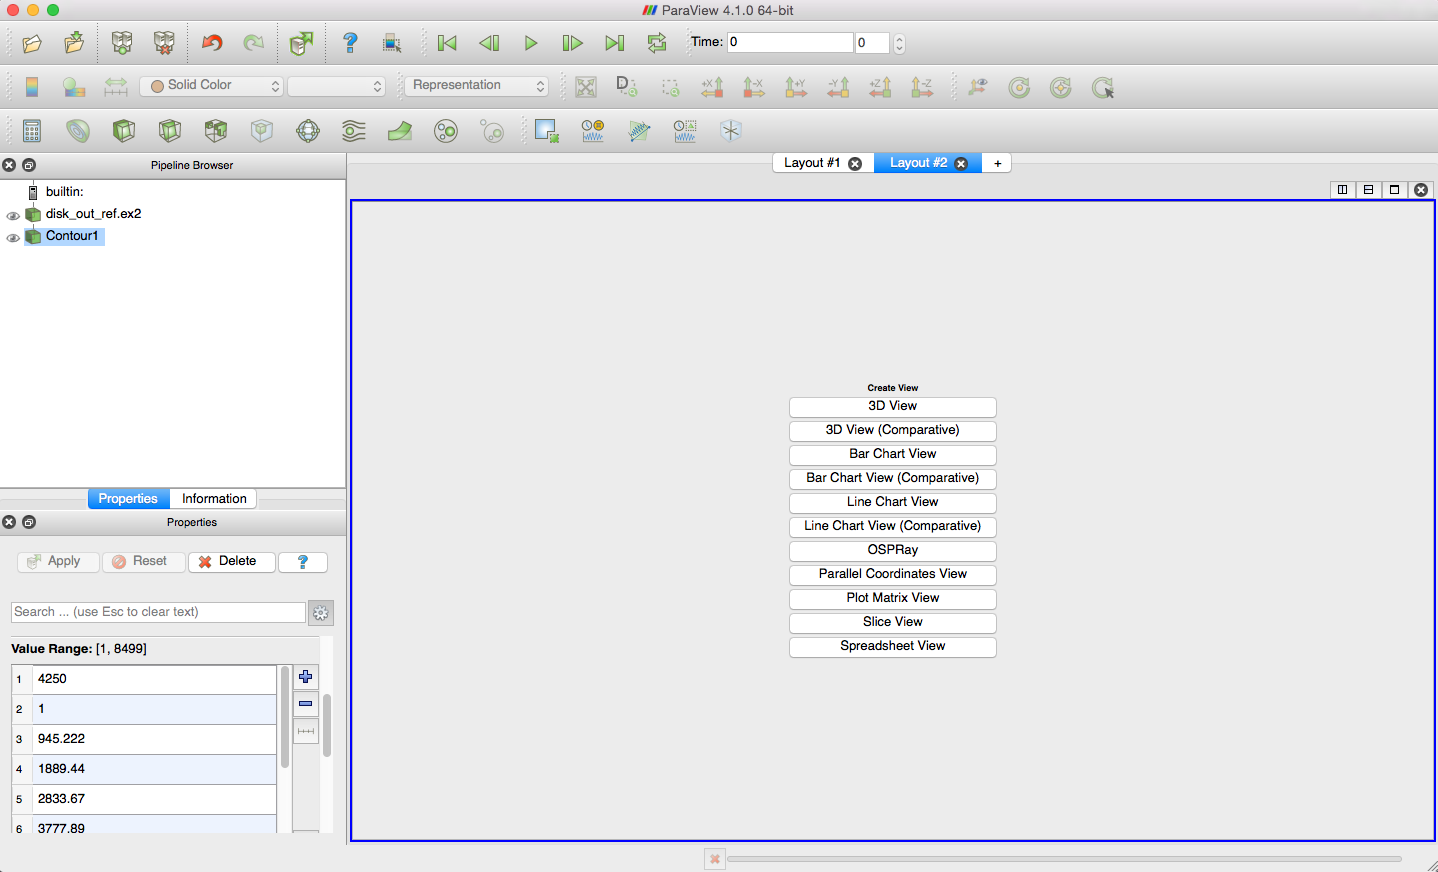 ParaView 4.1.0 64-bit
Time: 0 0
Solid Color Representation
D +X -X +Y -Y +Z -Z
Pipeline Browser
Layout #1 Layout #2 +
builtin:
disk_out_ref.ex2
Contour1
Create View
3D View
3D View (Comparative)
Bar Chart View
Bar Chart View (Comparative)
Line Chart View
Line Chart View (Comparative)
OSPRay
Parallel Coordinates View
Plot Matrix View
Slice View
Spreadsheet View
Properties Information
Properties
Apply Reset Delete ?
Search ... (use Esc to clear text)
Value Range: [1, 8499]
1 4250
2 1
3 945.222
4 1889.44
5 2833.67
6 3777.89